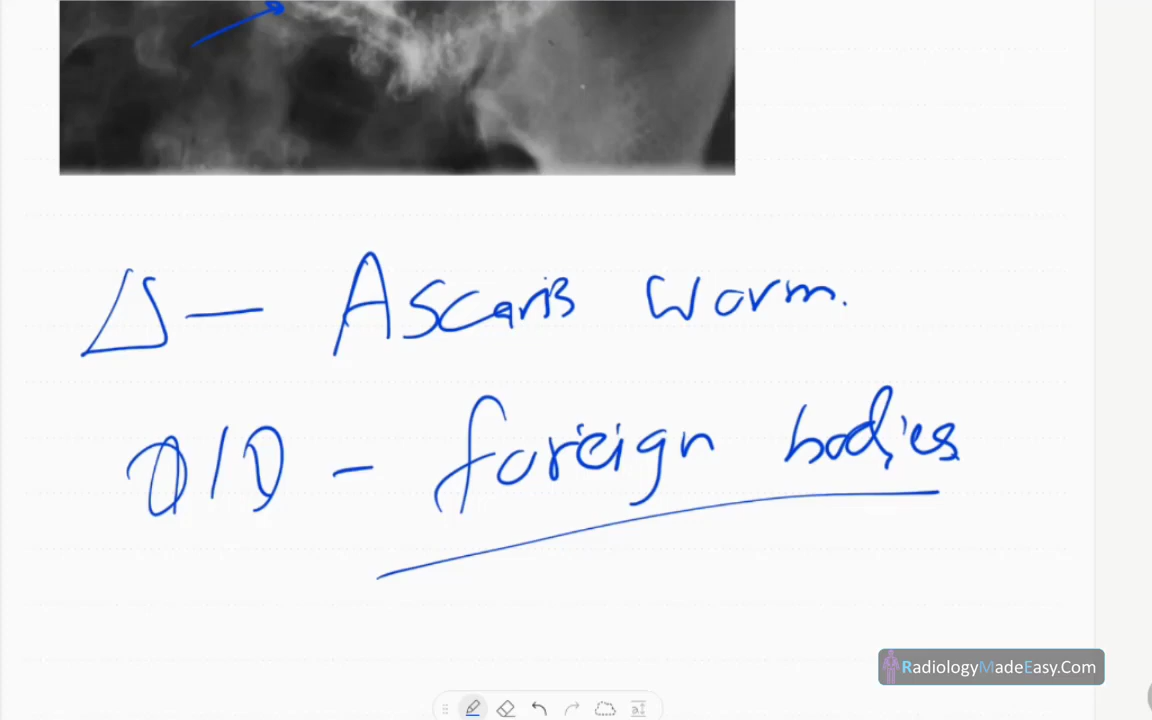 Δ — Ascaris worm.
D/D - foreign bodies
RadiologyMadeEasy.Com